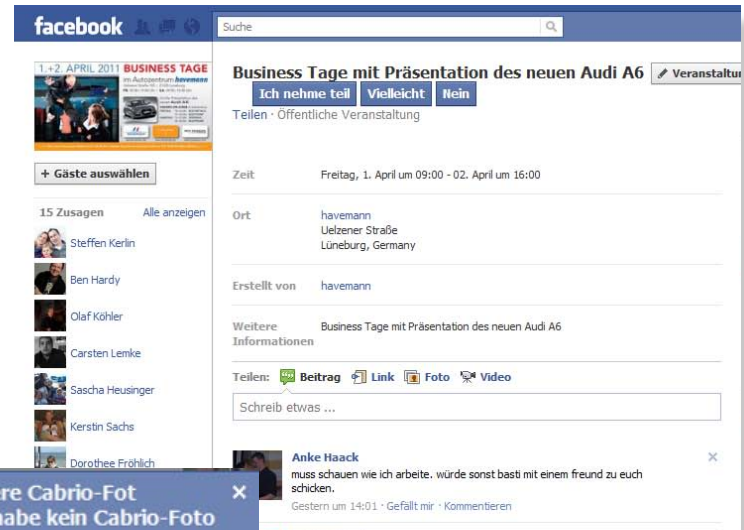 facebook
Suche
1.+2. APRIL 2011 BUSINESS TAGE
im Autozentrum havemann
Business Tage mit Präsentation des neuen Audi A6
Veranstaltun
Ich nehme teil Vielleicht Nein
Teilen · Öffentliche Veranstaltung
+ Gäste auswählen
Zeit Freitag, 1. April um 09:00 - 02. April um 16:00
15 Zusagen Alle anzeigen
Ort havemann
Uelzener Straße
Lüneburg, Germany
Steffen Kerlin
Ben Hardy
Olaf Köhler
Carsten Lemke
Sascha Heusinger
Kerstin Sachs
Dorothee Fröhlich
Erstellt von havemann
Weitere Informationen Business Tage mit Präsentation des neuen Audi A6
Teilen: Beitrag Link Foto Video
Schreib etwas ...
Anke Haack
muss schauen wie ich arbeite. würde sonst basti mit einem freund zu euch
schicken.
Gestern um 14:01 · Gefällt mir · Kommentieren
re Cabrio-Fot
habe kein Cabrio-Foto